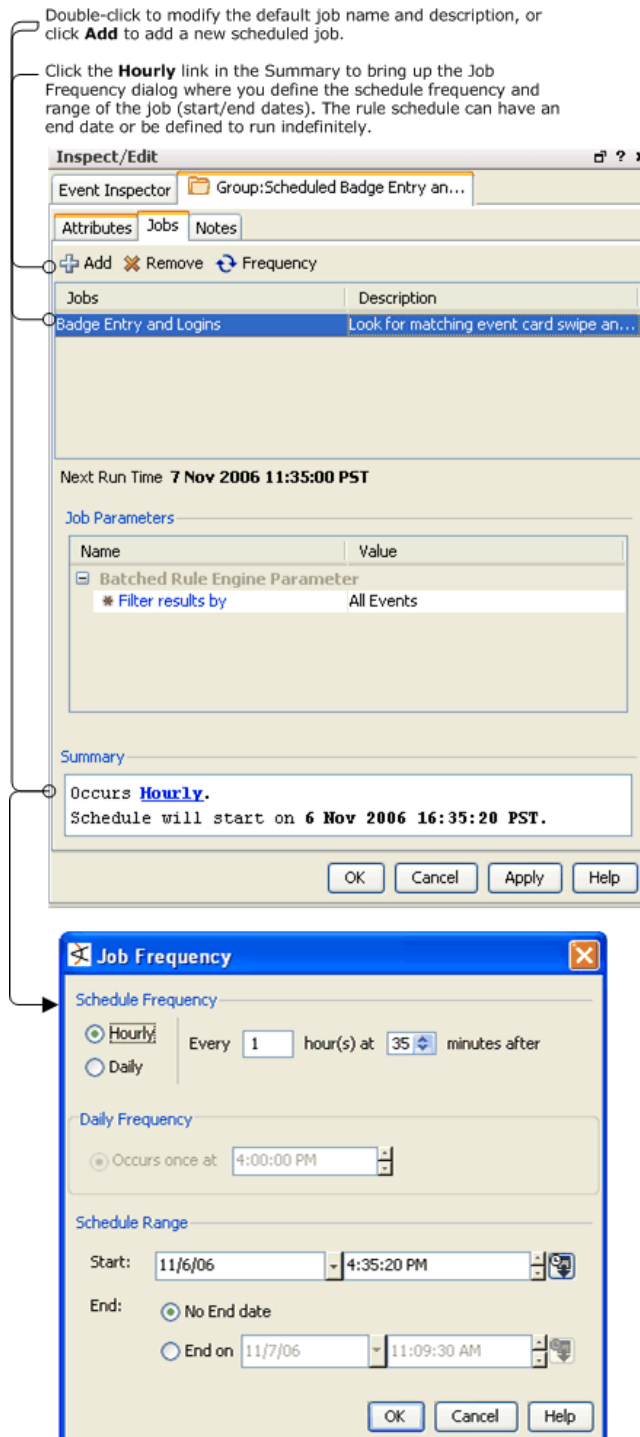 Double-click to modify the default job name and description, or
click Add to add a new scheduled job.
Click the Hourly link in the Summary to bring up the Job
Frequency dialog where you define the schedule frequency and
range of the job (start/end dates). The rule schedule can have an
end date or be defined to run indefinitely.
Inspect/Edit
Event Inspector Group:Scheduled Badge Entry an...
Attributes Jobs Notes
Add Remove Frequency
Jobs Description
Badge Entry and Logins Look for matching event card swipe an...
Next Run Time 7 Nov 2006 11:35:00 PST
Job Parameters
Name Value
Batched Rule Engine Parameter
Filter results by All Events
Summary
Occurs Hourly.
Schedule will start on 6 Nov 2006 16:35:20 PST.
OK Cancel Apply Help
Job Frequency
Schedule Frequency
Hourly Every 1 hour(s) at 35 minutes after
Daily
Daily Frequency
Occurs once at 4:00:00 PM
Schedule Range
Start: 11/6/06 4:35:20 PM
End: No End date
End on 11/7/06 11:09:30 AM
OK Cancel Help